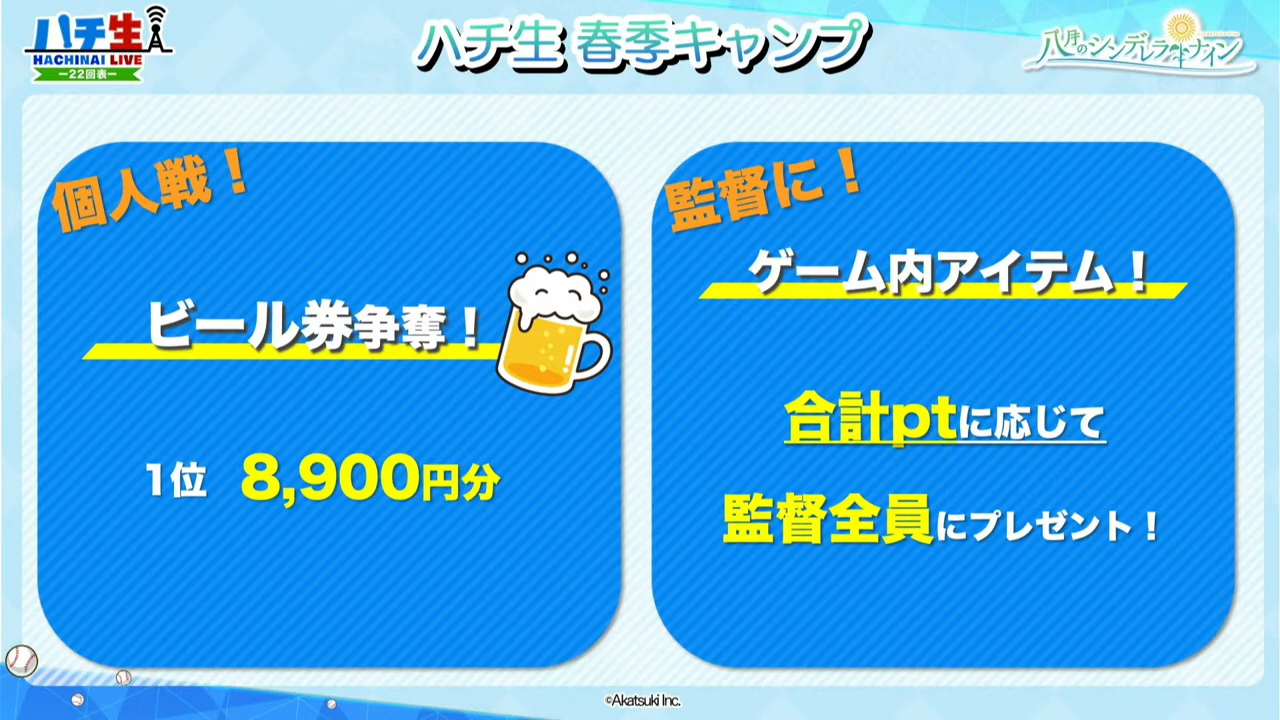 ハチ生
HACHINAI LIVE
ー22回表ー
ハチ生 春季キャンプ
八月のシンデレラナイン
個人戦！
ビール券争奪！
1位 8,900円分
監督に！
ゲーム内アイテム！
合計ptに応じて
監督全員にプレゼント！
©Akatsuki Inc.